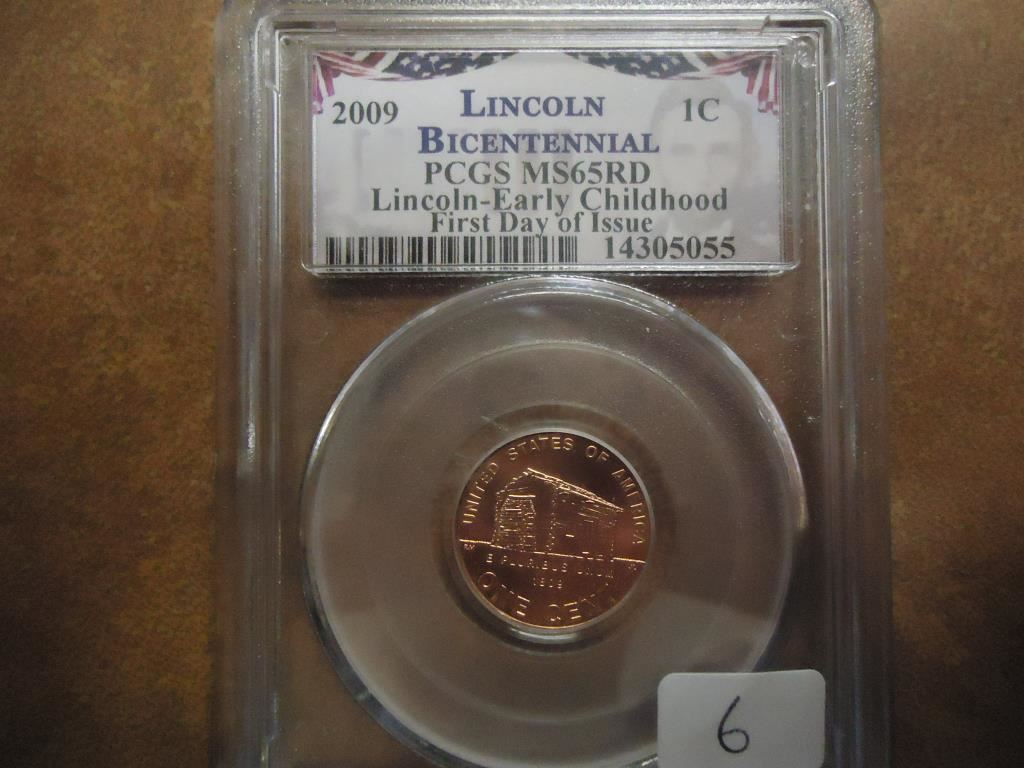 2009 LINCOLN 1C
BICENTENNIAL
PCGS MS65RD
Lincoln-Early Childhood
First Day of Issue
14305055
UNITED STATES OF AMERICA
E PLURIBUS UNUM
1809
ONE CENT
6